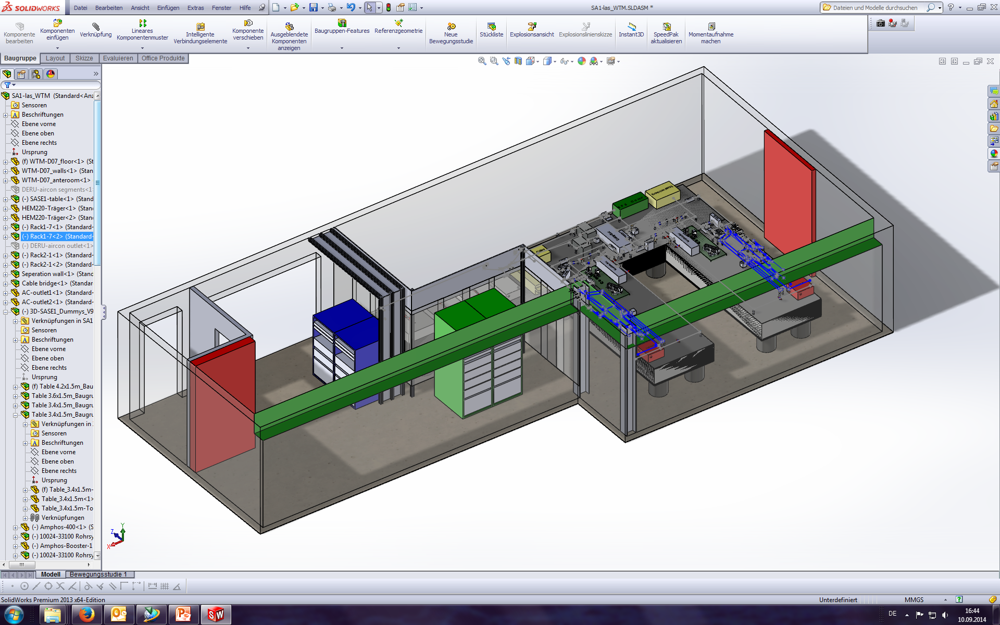 SOLIDWORKS
Datei Bearbeiten Ansicht Einfügen Extras Fenster Hilfe
SA1-las_WTM.SLDASM *
Dateien und Modelle durchsuchen
Komponente bearbeiten
Komponenten einfügen
Verknüpfung
Lineares Komponentenmuster
Intelligente Verbindungselemente
Komponente verschieben
Ausgeblendete Komponenten anzeigen
Baugruppen-Features
Referenzgeometrie
Neue Bewegungsstudie
Stückliste
Explosionsansicht
Explosionslinienskizze
Instant3D
SpeedPak aktualisieren
Momentaufnahme machen
Baugruppe Layout Skizze Evaluieren Office Produkte
SA1-las_WTM (Standard<Anz
Sensoren
Beschriftungen
Ebene vorne
Ebene oben
Ebene rechts
Ursprung
(f) WTM-D07_floor<1> (St
WTM-D07_walls<1> (Stan
WTM-D07_anteroom<1>
DERU-aircon segments<1>
(-) SASE1-table<1> (Stand
HEM220-Träger<1> (Stan
HEM220-Träger<2> (Stan
(-) Rack1-7<1> (Standard
(-) Rack1-7<2> (Standard
(-) DERU-aircon outlet<1>
(-) Rack2-1<1> (Standard
(-) Rack2-1<2> (Standard
Seperation wall<1> (Stand
Cable bridge<1> (Standar
AC-outlet1<1> (Standard
AC-outlet2<1> (Standard
(-) 3D-SASE1_Dummys_V9
Verknüpfungen in SA1
Sensoren
Beschriftungen
Ebene vorne
Ebene oben
Ebene rechts
Ursprung
(f) Table 4.2x1.5m_Bau
Table 3.6x1.5m_Baugru
Table 3.4x1.5m_Baugru
Table 3.4x1.5m_Baugru
Verknüpfungen in
Sensoren
Beschriftungen
Ebene vorne
Ebene oben
Ebene rechts
Ursprung
(f) Table_3.4x1.5m-
Table_3.4x1.5m<1>
Table_3.4x1.5m-To
Verknüpfungen
(-) Amphos-400<1> (S
(-) 10024-33100 Rohrsy
(-) Amphos-Booster-1
(-) 10024-33100 Rohrsy
Y
Z
X
Modell Bewegungsstudie 1
SolidWorks Premium 2013 x64-Edition
Unterdefiniert MMGS
DE
16:44
10.09.2014